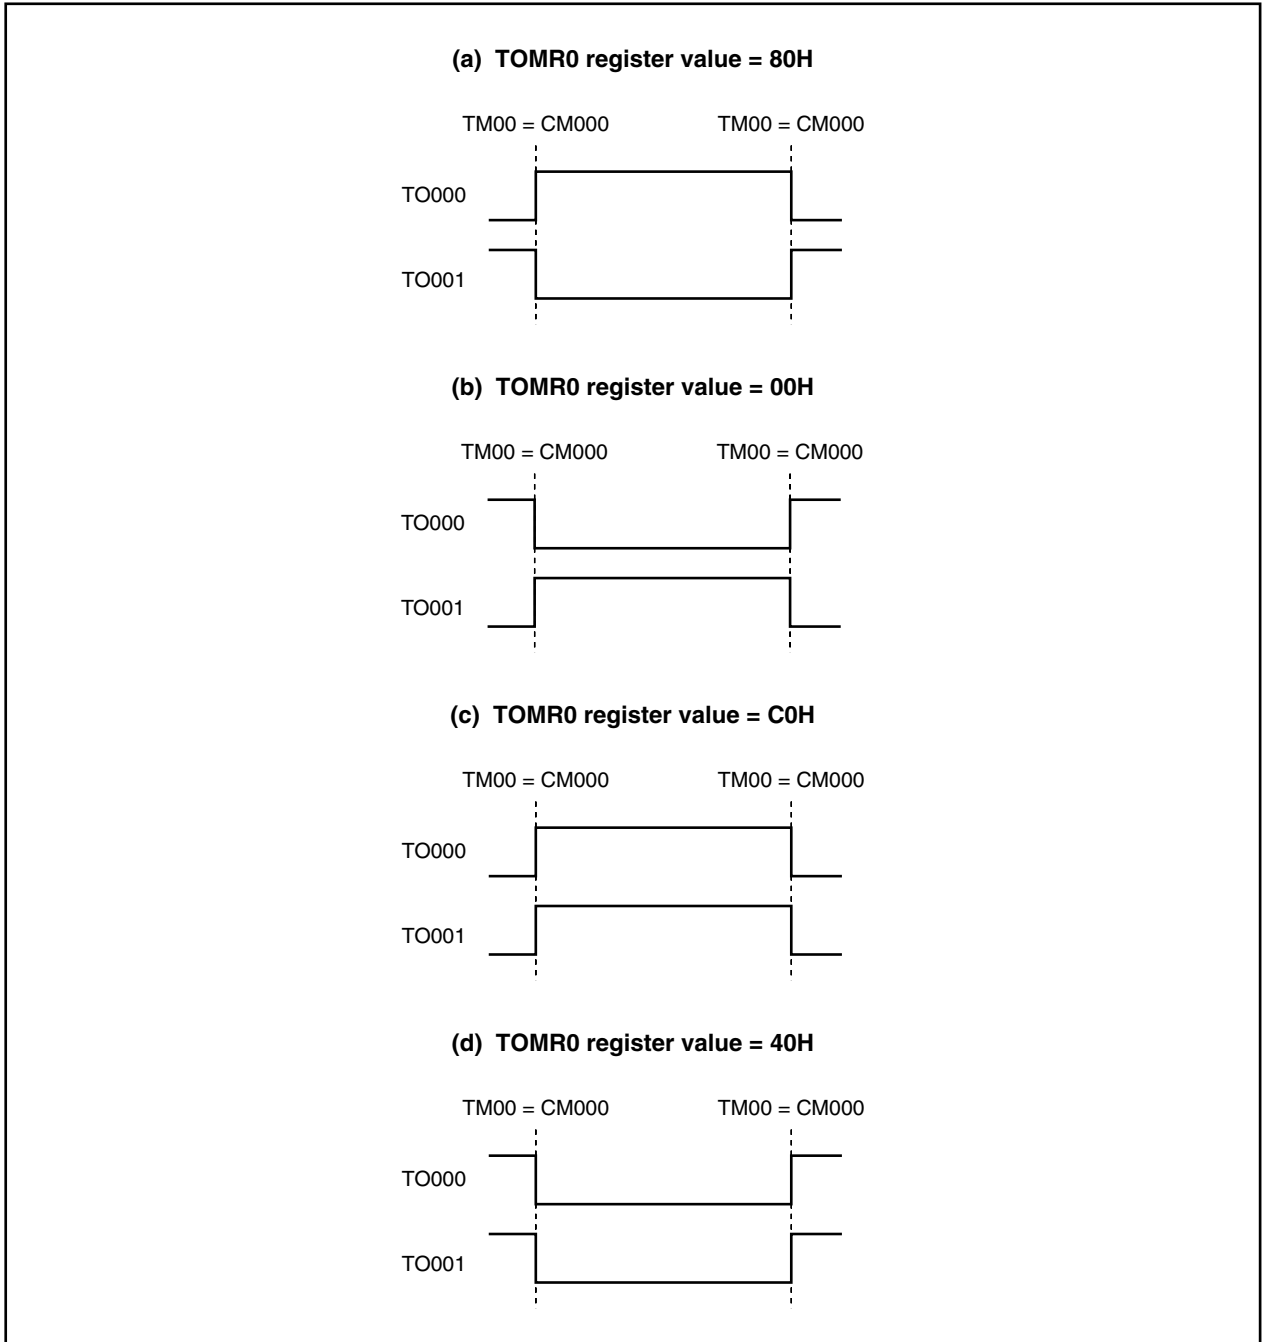 (a) TOMR0 register value = 80H
TM00 = CM000 TM00 = CM000
TO000
TO001
(b) TOMR0 register value = 00H
TM00 = CM000 TM00 = CM000
TO000
TO001
(c) TOMR0 register value = C0H
TM00 = CM000 TM00 = CM000
TO000
TO001
(d) TOMR0 register value = 40H
TM00 = CM000 TM00 = CM000
TO000
TO001